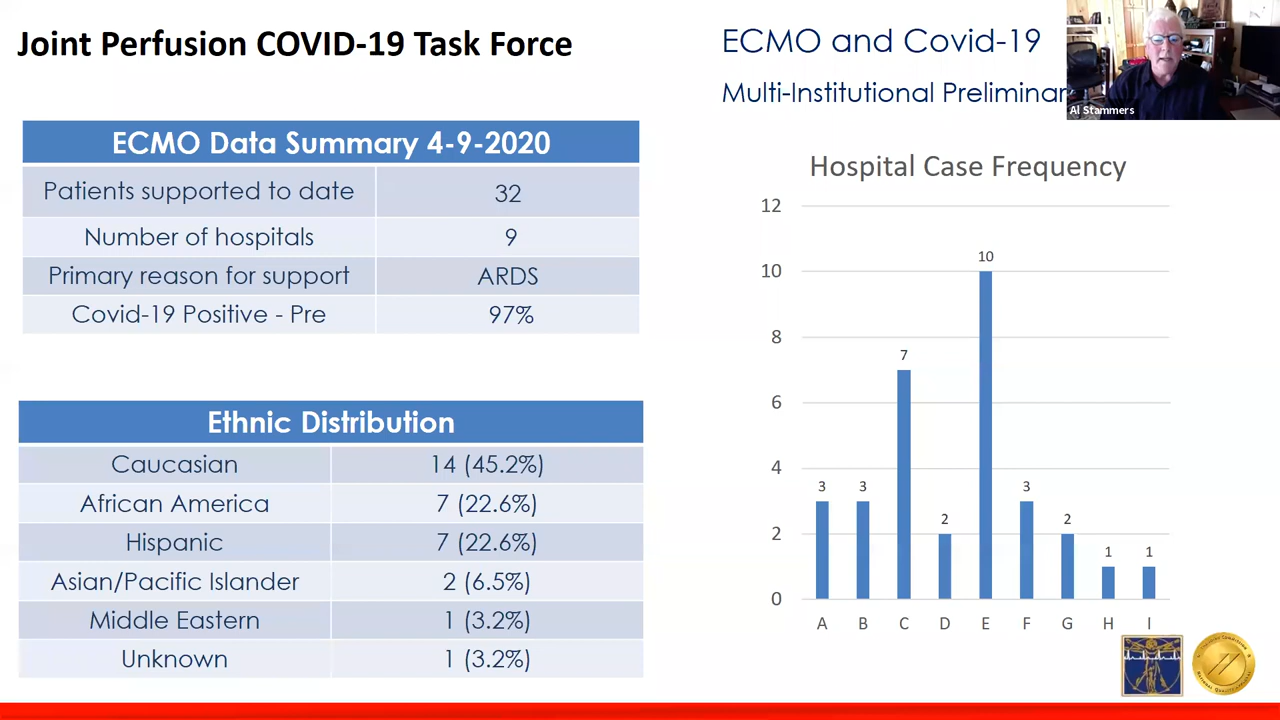 Joint Perfusion COVID-19 Task Force
ECMO and Covid-19
Multi-Institutional
Al Stammers
ECMO Data Summary 4-9-2020
Patients supported to date 32
Number of hospitals 9
Primary reason for support ARDS
Covid-19 Positive - Pre 97%
Ethnic Distribution
Caucasian 14 (45.2%)
African America 7 (22.6%)
Hispanic 7 (22.6%)
Asian/Pacific Islander 2 (6.5%)
Middle Eastern 1 (3.2%)
Unknown 1 (3.2%)
Hospital Case Frequency
12
10
8
6
4
2
0
3 3 7 2 10 3 2 1 1
A B C D E F G H I